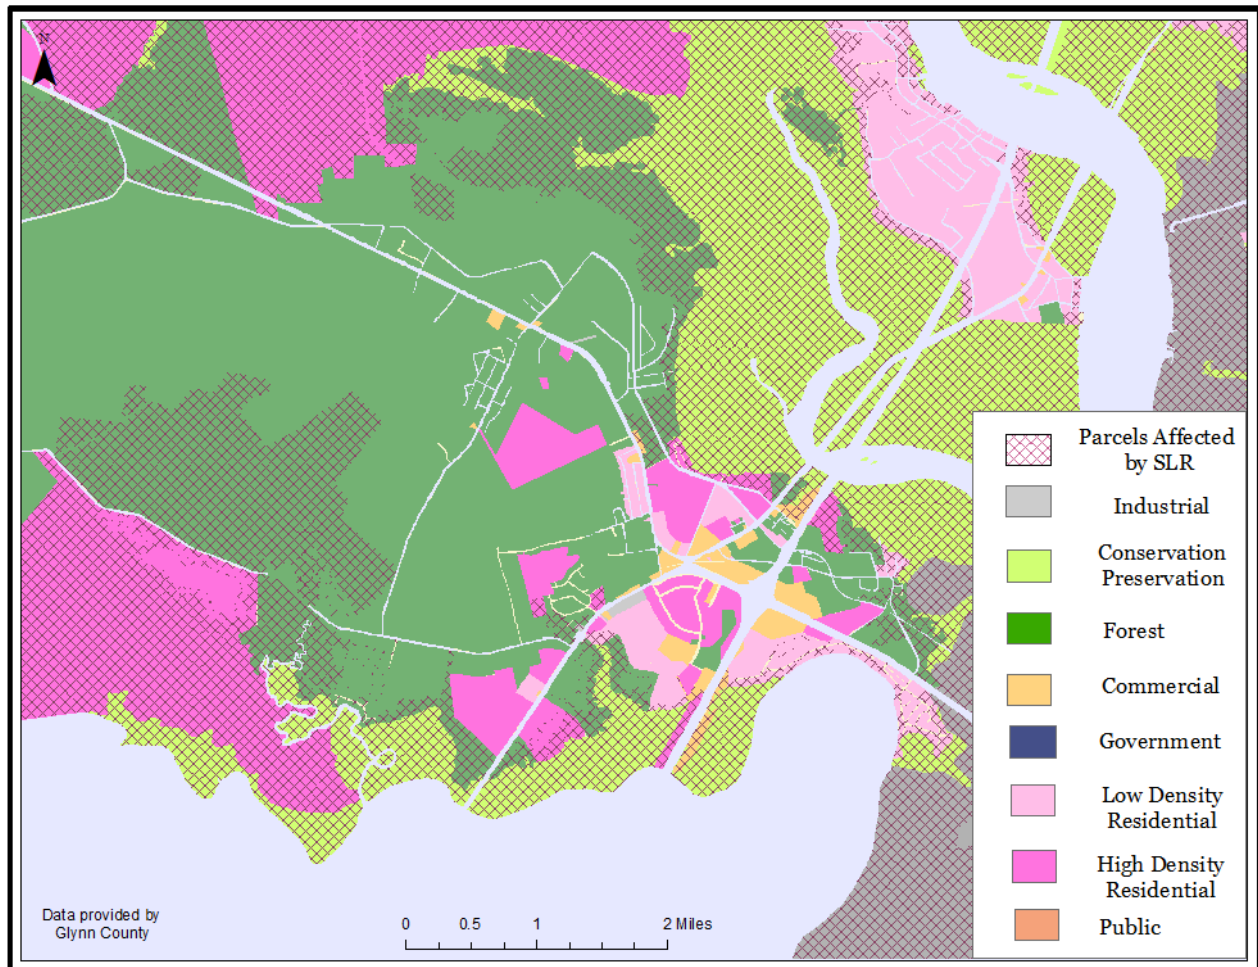 N
Parcels Affected
by SLR
Industrial
Conservation
Preservation
Forest
Commercial
Government
Low Density
Residential
High Density
Residential
Public
Data provided by
Glynn County
0 0.5 1 2 Miles